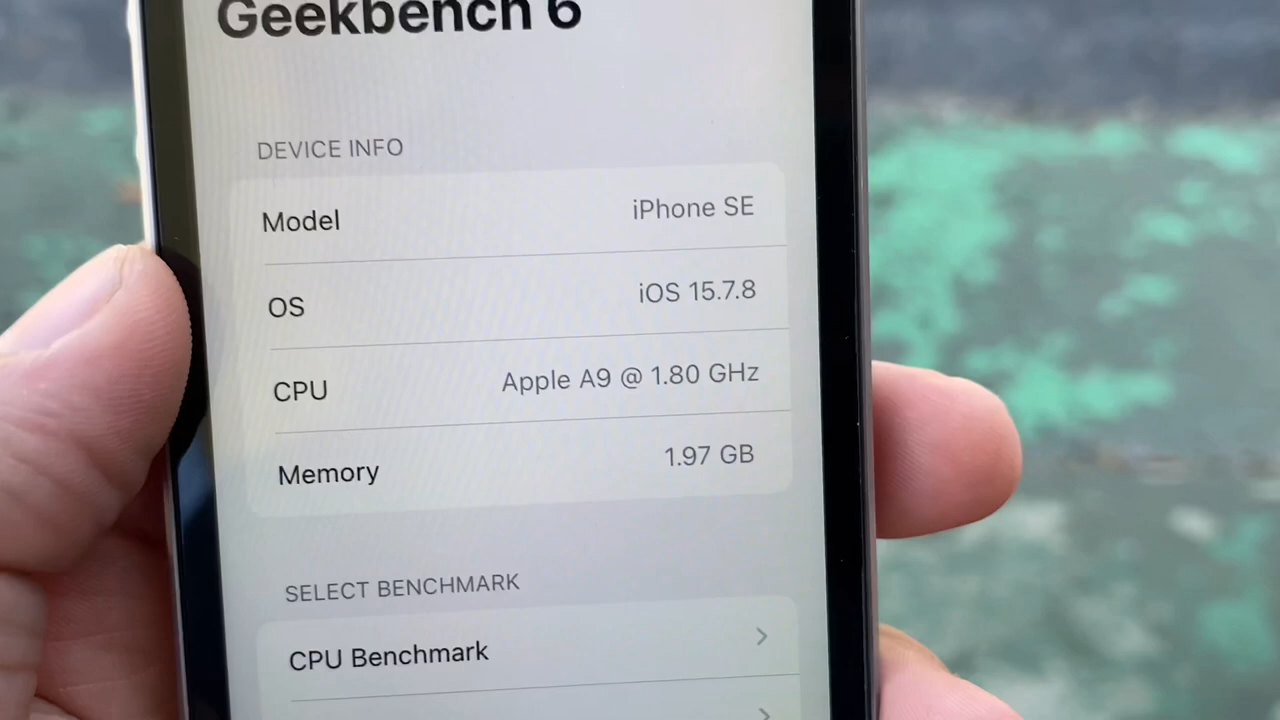 Geekbench 6
DEVICE INFO
Model iPhone SE
OS iOS 15.7.8
CPU Apple A9 @ 1.80 GHz
Memory 1.97 GB
SELECT BENCHMARK
CPU Benchmark